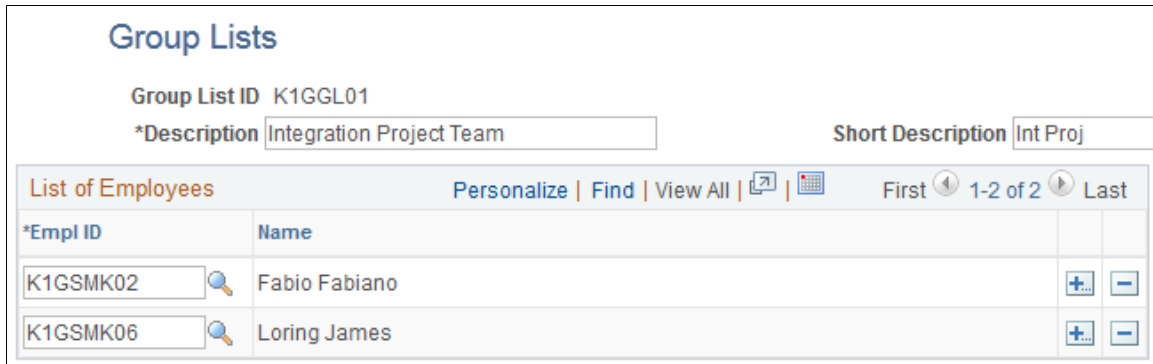 Group Lists
Group List ID K1GGL01
*Description Integration Project Team Short Description Int Proj
List of Employees Personalize | Find | View All | | First 1-2 of 2 Last
*Empl ID Name
K1GSMK02 Fabio Fabiano
K1GSMK06 Loring James